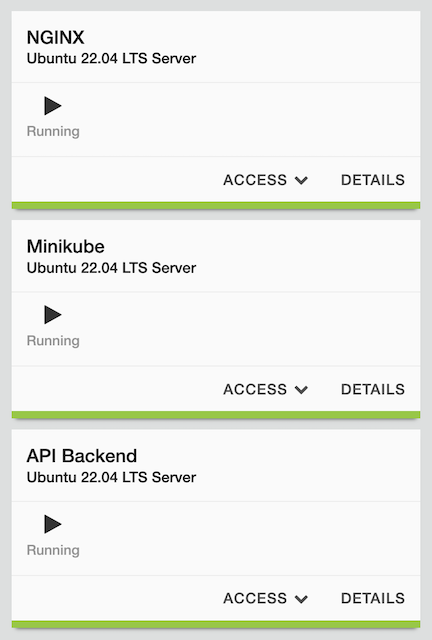 NGINX
Ubuntu 22.04 LTS Server
Running
ACCESS DETAILS
Minikube
Ubuntu 22.04 LTS Server
Running
ACCESS DETAILS
API Backend
Ubuntu 22.04 LTS Server
Running
ACCESS DETAILS